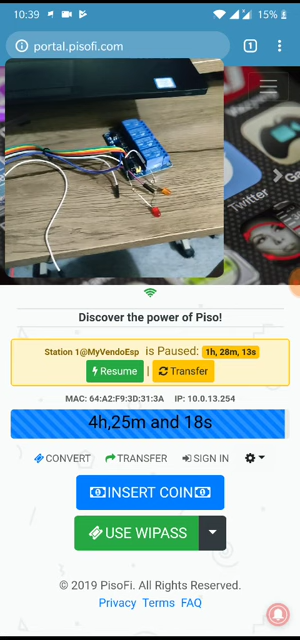 10:39
15%
portal.pisofi.com
1
Twitter
Discover the power of Piso!
Station 1@MyVendoEsp is Paused: 1h, 28m, 13s
Resume | Transfer
MAC: 64:A2:F9:3D:31:3A IP: 10.0.13.254
4h,25m and 18s
CONVERT TRANSFER SIGN IN
INSERT COIN
USE WIPASS
© 2019 PisoFi. All Rights Reserved.
Privacy Terms FAQ